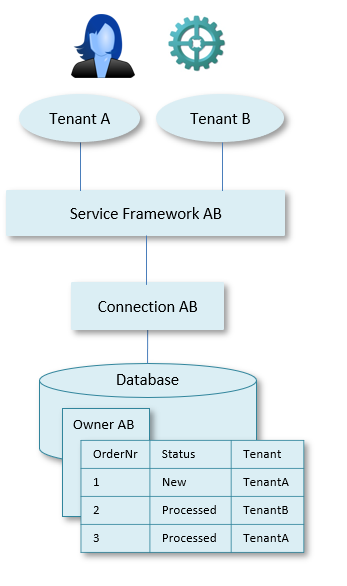 Tenant A
Tenant B
Service Framework AB
Connection AB
Database
Owner AB
OrderNr Status Tenant
1 New TenantA
2 Processed TenantB
3 Processed TenantA